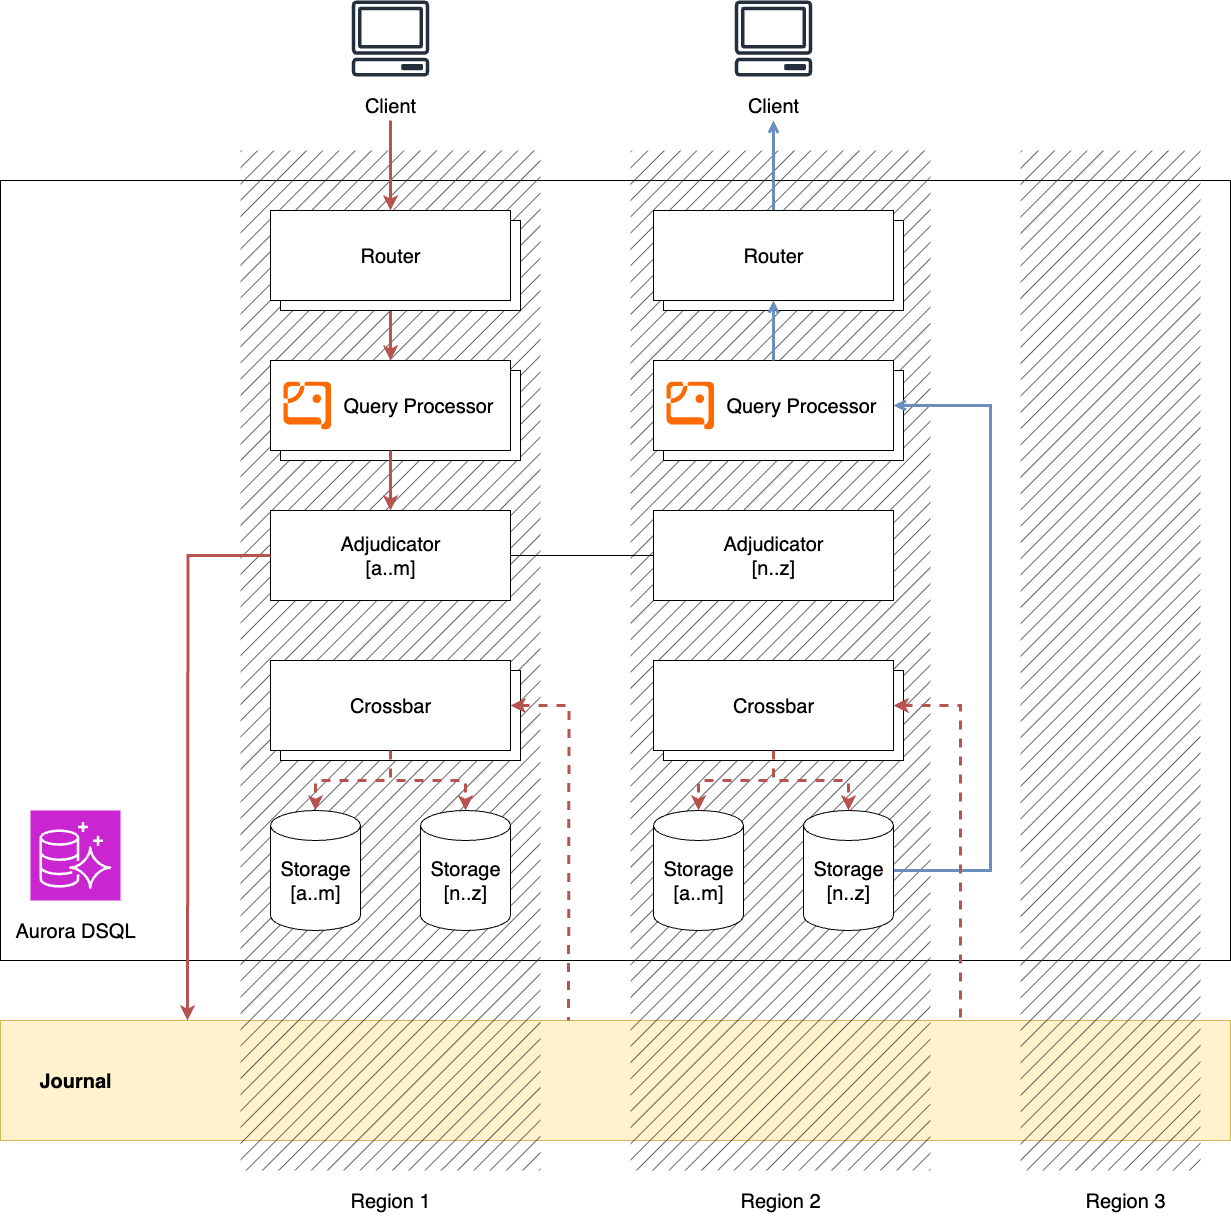 Client
Client
Router
Router
Query Processor
Query Processor
Adjudicator
[a..m]
Adjudicator
[n..z]
Crossbar
Crossbar
Storage
[a..m]
Storage
[n..z]
Storage
[a..m]
Storage
[n..z]
Aurora DSQL
Journal
Region 1
Region 2
Region 3